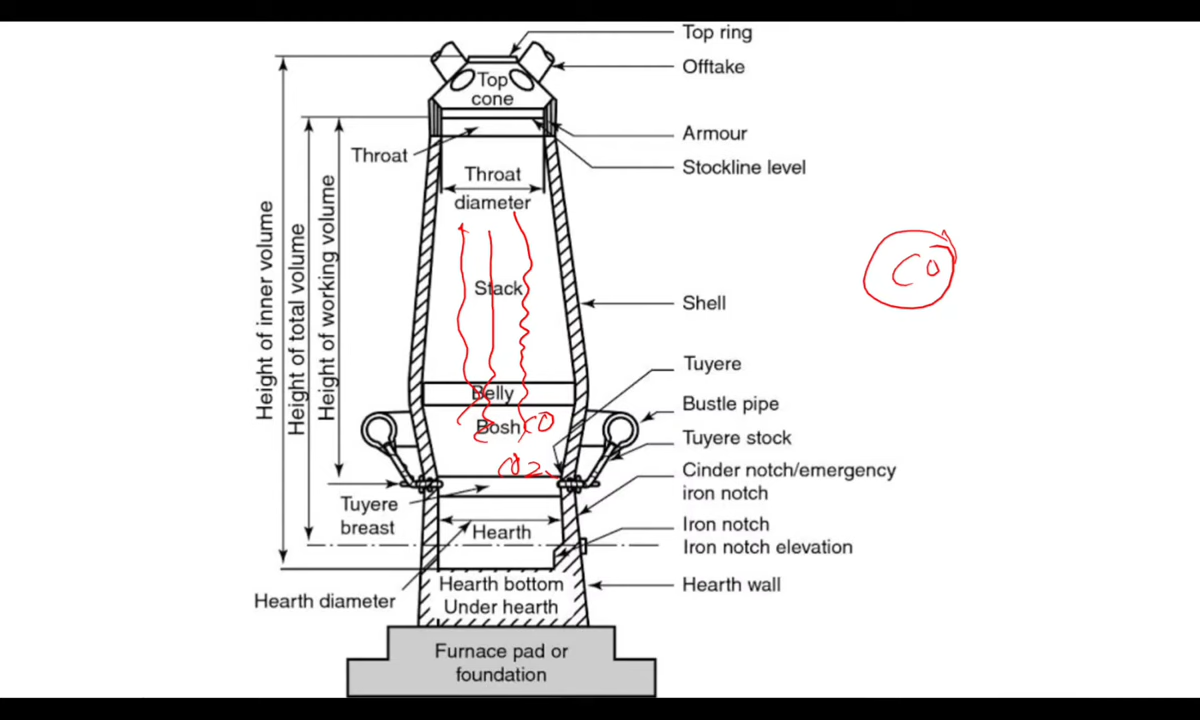 Top ring
Offtake
Top
cone
Armour
Throat
Stockline level
Throat
diameter
Height of inner volume
Height of total volume
Height of working volume
CO
Stack
Shell
Tuyere
Belly
Bustle pipe
Bosh CO
Tuyere stock
Cinder notch/emergency
iron notch
Tuyere
breast
Iron notch
Hearth
Iron notch elevation
Hearth bottom
Hearth wall
Hearth diameter
Under hearth
Furnace pad or
foundation